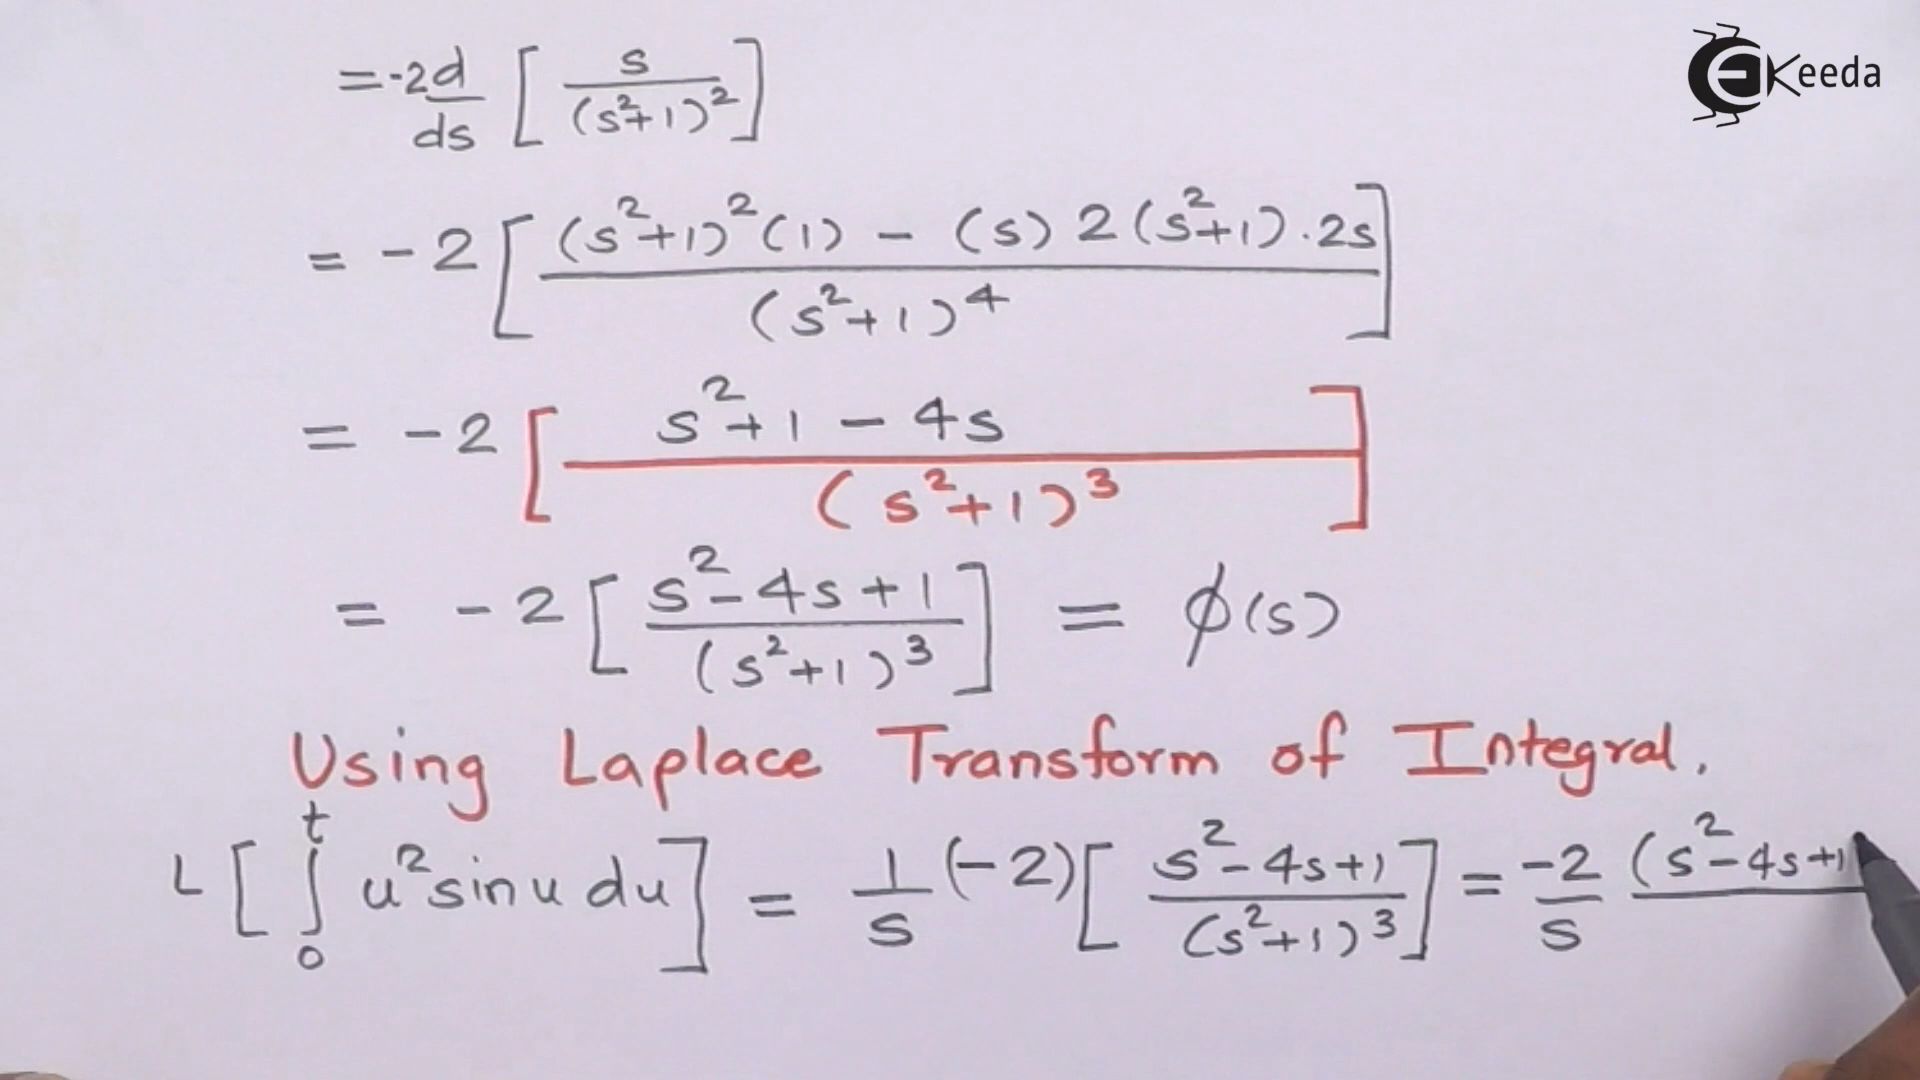 Keeda
= -2 d/ds [ s / (s²+1)² ]
= -2 [ (s²+1)²(1) - (s) 2(s²+1).2s / (s²+1)⁴ ]
= -2 [ s²+1 - 4s / (s²+1)³ ]
= -2 [ s²-4s+1 / (s²+1)³ ] = ϕ(s)
Using Laplace Transform of Integral.
L [ ∫₀ᵗ u² sin u du ] = 1/s (-2) [ s²-4s+1 / (s²+1)³ ] = -2/s (s²-4s+1